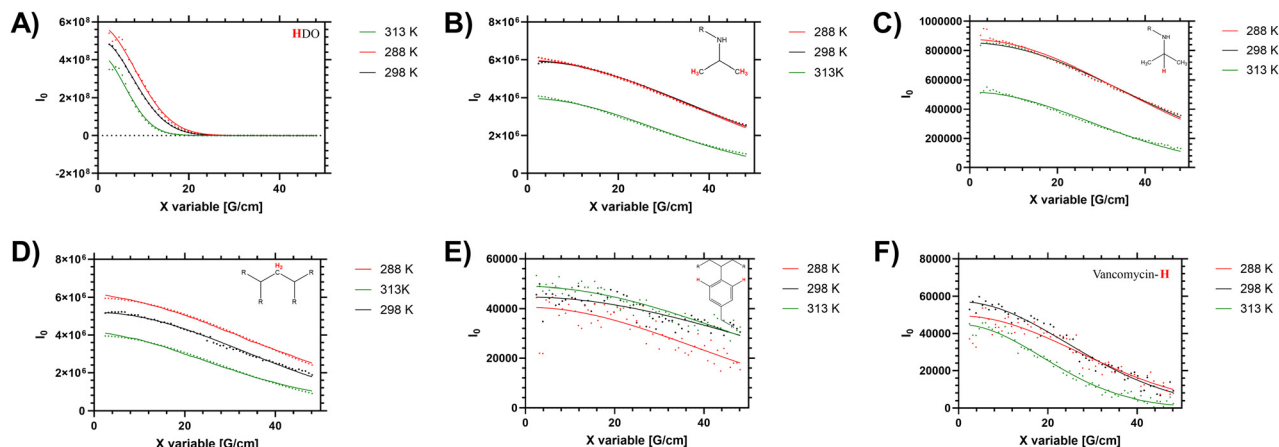 A)
6×10⁸
4×10⁸
2×10⁸
0
-2×10⁸
I₀
0
20
40
X variable [G/cm]
HDO
313 K
288 K
298 K
B)
8×10⁶
6×10⁶
4×10⁶
2×10⁶
0
I₀
0
20
40
X variable [G/cm]
R
NH
H₃C
CH₃
288 K
298 K
313K
C)
1000000
800000
600000
400000
200000
0
I₀
0
20
40
X variable [G/cm]
R
NH
H₃C
CH₃
H
288 K
298 K
313 K
D)
8×10⁶
6×10⁶
4×10⁶
2×10⁶
0
I₀
0
20
40
X variable [G/cm]
H₂
C
R
R
R
R
288 K
313K
298 K
E)
60000
40000
20000
0
I₀
0
20
40
X variable [G/cm]
R
R
H
H
288 K
298 K
313 K
F)
80000
60000
40000
20000
0
I₀
0
20
40
X variable [G/cm]
Vancomycin-H
288 K
298 K
313 K